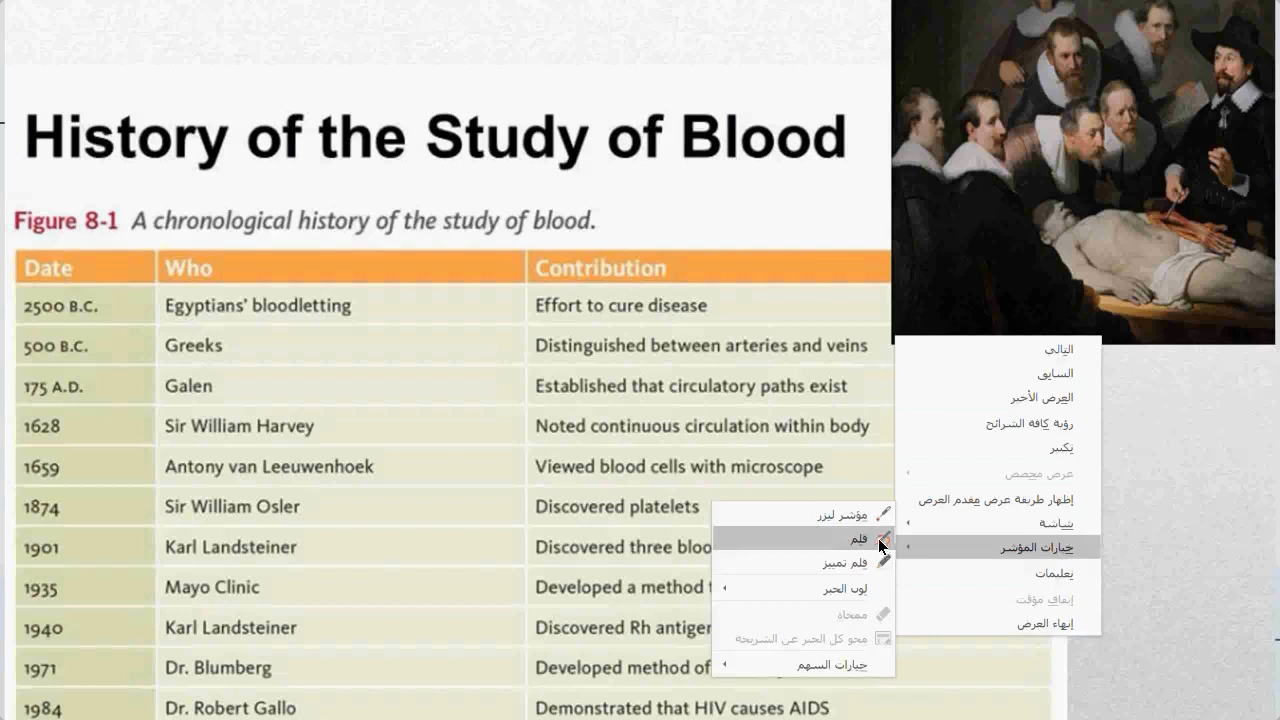 History of the Study of Blood
Figure 8-1 A chronological history of the study of blood.
Date Who Contribution
2500 B.C. Egyptians' bloodletting Effort to cure disease
500 B.C. Greeks Distinguished between arteries and veins
175 A.D. Galen Established that circulatory paths exist
1628 Sir William Harvey Noted continuous circulation within body
1659 Antony van Leeuwenhoek Viewed blood cells with microscope
1874 Sir William Osler Discovered platelets
1901 Karl Landsteiner Discovered three bloo
1935 Mayo Clinic Developed a method
1940 Karl Landsteiner Discovered Rh antiger
1971 Dr. Blumberg Developed method of
1984 Dr. Robert Gallo Demonstrated that HIV causes AIDS
التالي
السابق
العرض الأخير
رؤية كافة الشرائح
تكبير
عرض مخصص
إظهار طريقة عرض مقدم العرض
شاشة
خيارات المؤشر
تعليمات
إيقاف مؤقت
إنهاء العرض
مؤشر ليزر
قلم
قلم تمييز
لون الحبر
ممحاة
محو كل الحبر عن الشريحة
خيارات السهم